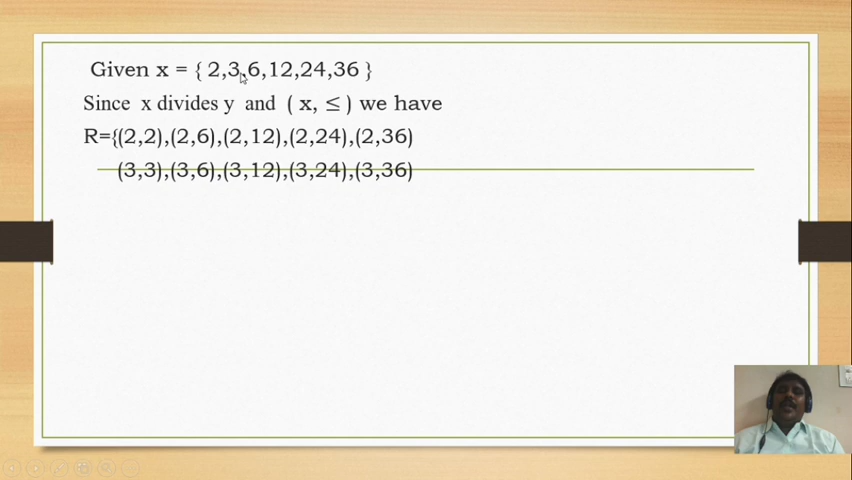 Given x = { 2,3,6,12,24,36 }
Since x divides y and ( x, ≤ ) we have
R={(2,2),(2,6),(2,12),(2,24),(2,36)
(3,3),(3,6),(3,12),(3,24),(3,36)